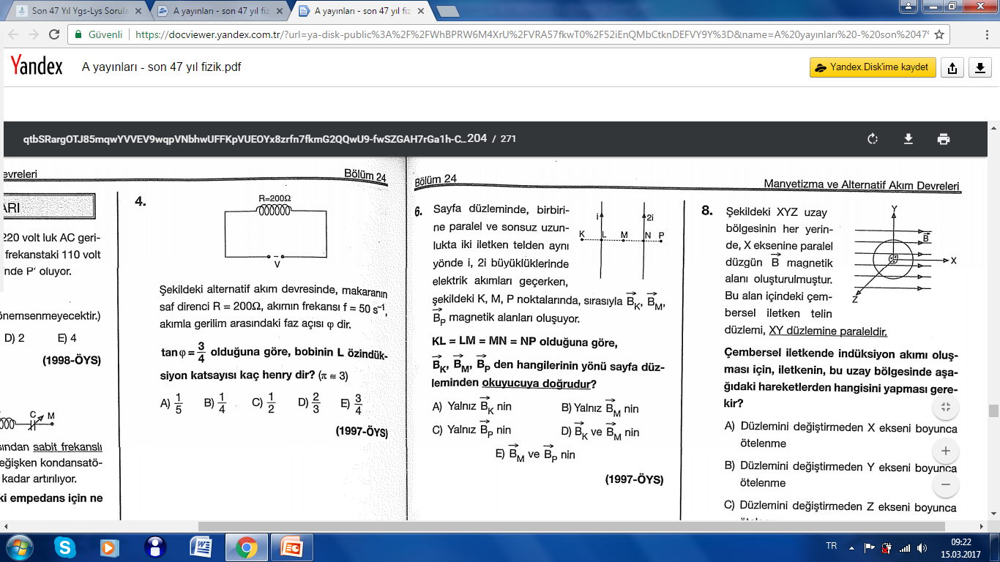 Son 47 Yıl Ygs-Lys Sorula
A yayınları - son 47 yıl fiz
A yayınları - son 47 yıl fiz
Güvenli
https://docviewer.yandex.com.tr/?url=ya-disk-public%3A%2F%2FWhBPRW6M4XrU%2FVRA57fkwT0%2F52iEnQMbCtknDEFVY9Y%3D&name=A%20yayınları%20-%20son%2047%
Yandex
A yayınları - son 47 yıl fizik.pdf
Yandex.Disk'ime kaydet
qtbSRargOTJ85mqwYVVEV9wqpVNbhwUFFKpVUEOYx8zrfn7fkmG2QQwU9-fwSZGAH7rGa1h-C... 204 / 271
evreleri
Bölüm 24
ARI
220 volt luk AC geri-
frekanstaki 110 volt
nde P' oluyor.
önemsenmeyecektir.)
D) 2 E) 4
(1998-ÖYS)
C M
sından sabit frekanslı
eğişken kondansatö-
kadar artırılıyor.
ki empedans için ne
4.
R=200Ω
~
V
Şekildeki alternatif akım devresinde, makaranın
saf direnci R = 200Ω, akımın frekansı f = 50 s⁻¹,
akımla gerilim arasındaki faz açısı φ dir.
tanφ = 3/4 olduğuna göre, bobinin L özindük-
siyon katsayısı kaç henry dir? (π ≅ 3)
A) 1/5 B) 1/4 C) 1/2 D) 2/3 E) 3/4
(1997-ÖYS)
Bölüm 24
Manyetizma ve Alternatif Akım Devreleri
6. Sayfa düzleminde, birbiri-
ne paralel ve sonsuz uzun-
lukta iki iletken telden aynı
yönde i, 2i büyüklüklerinde
elektrik akımları geçerken,
şekildeki K, M, P noktalarında, sırasıyla B⃗K, B⃗M,
B⃗P magnetik alanları oluşuyor.
i 2i
K L M N P
KL = LM = MN = NP olduğuna göre,
B⃗K, B⃗M, B⃗P den hangilerinin yönü sayfa düz-
leminden okuyucuya doğrudur?
A) Yalnız B⃗K nin B) Yalnız B⃗M nin
C) Yalnız B⃗P nin D) B⃗K ve B⃗M nin
E) B⃗M ve B⃗P nin
(1997-ÖYS)
8. Şekildeki XYZ uzay
bölgesinin her yerin-
de, X eksenine paralel
düzgün B⃗ magnetik
alanı oluşturulmuştur.
Bu alan içindeki çem-
bersel iletken telin
düzlemi, XY düzlemine paraleldir.
Y
B⃗
X
Z
Çembersel iletkende indüksiyon akımı oluş-
ması için, iletkenin, bu uzay bölgesinde aşa-
ğıdaki hareketlerden hangisini yapması gere-
kir?
A) Düzlemini değiştirmeden X ekseni boyunca
ötelenme
B) Düzlemini değiştirmeden Y ekseni boyunca
ötelenme
C) Düzlemini değiştirmeden Z ekseni boyunca
TR
09:22
15.03.2017